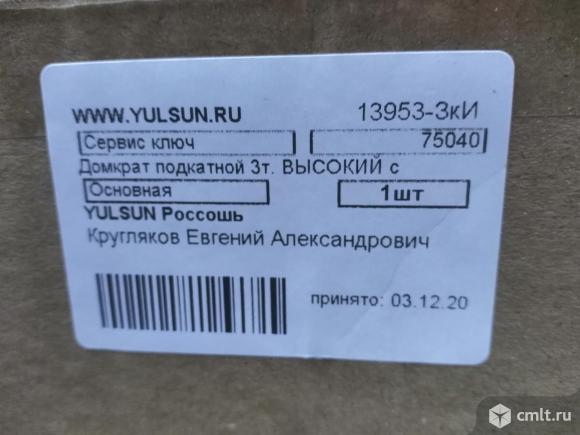 WWW.YULSUN.RU 13953-ЗкИ
Сервис ключ 75040
Домкрат подкатной 3т. ВЫСОКИЙ с
Основная 1шт
YULSUN Россошь
Кругляков Евгений Александрович
принято: 03.12.20
cmlt.ru